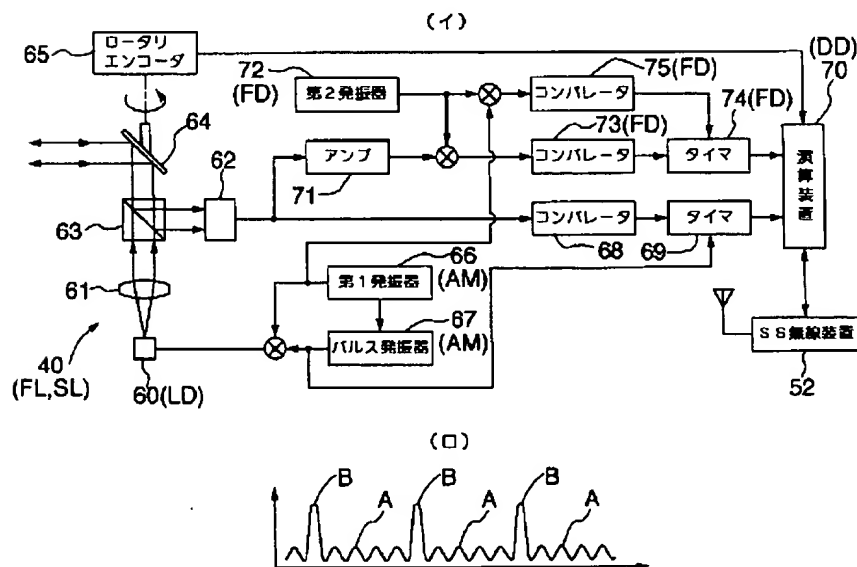 (イ)
65
ロータリ
エンコーダ
72
(FD)
第2発振器
75(FD)
コンパレータ
(DD)
70
演算装置
64
アンプ
71
73(FD)
コンパレータ
74(FD)
タイマ
62
63
コンパレータ
68
タイマ
69
61
66
第1発振器
(AM)
67
パルス発振器
(AM)
40
(FL,SL)
60(LD)
SS無線装置
52
(ロ)
B
A
B
A
B
A